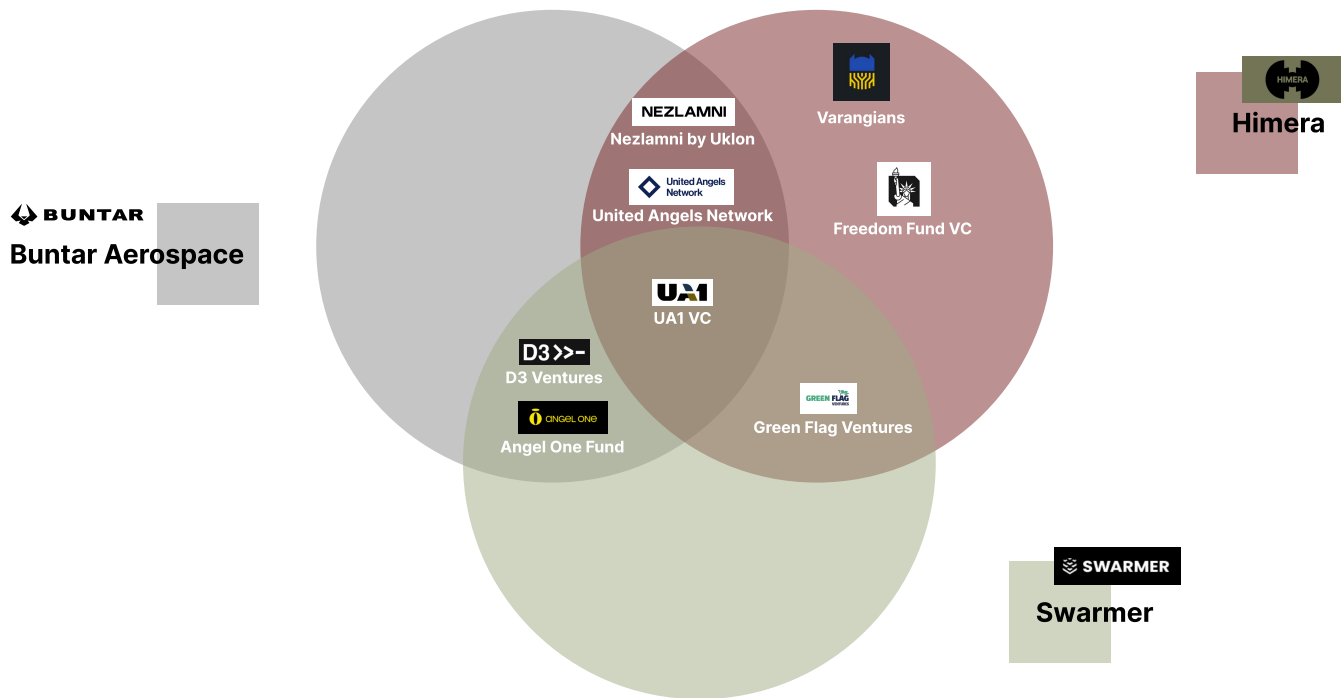 NEZLAMNI
Nezlamni by Uklon
United Angels
Network
United Angels Network
Varangians
Freedom Fund VC
HIMERA
Himera
BUNTAR
Buntar Aerospace
UA1
UA1 VC
D3>>-
D3 Ventures
ANGEL ONE
Angel One Fund
GREEN FLAG
VENTURES
Green Flag Ventures
SWARMER
Swarmer